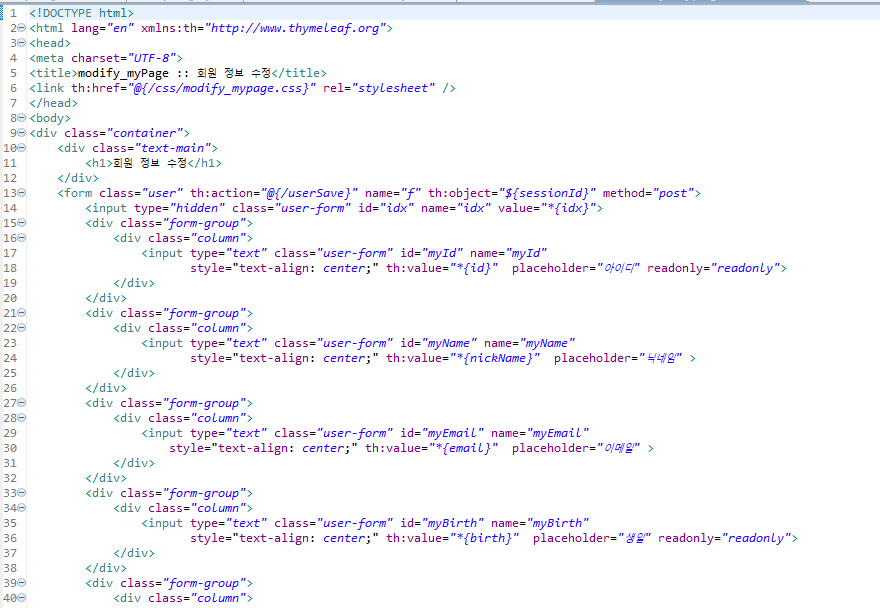 1 <!DOCTYPE html>
2 <html lang="en" xmlns:th="http://www.thymeleaf.org">
3 <head>
4 <meta charset="UTF-8">
5 <title>modify_myPage :: 회원 정보 수정</title>
6 <link th:href="@{/css/modify_mypage.css}" rel="stylesheet" />
7 </head>
8 <body>
9 <div class="container">
10     <div class="text-main">
11         <h1>회원 정보 수정</h1>
12     </div>
13     <form class="user" th:action="@{/userSave}" name="f" th:object="${sessionId}" method="post">
14         <input type="hidden" class="user-form" id="idx" name="idx" value="*{idx}">
15         <div class="form-group">
16             <div class="column">
17                 <input type="text" class="user-form" id="myId" name="myId"
18                        style="text-align: center;" th:value="*{id}"  placeholder="아이디" readonly="readonly">
19             </div>
20         </div>
21         <div class="form-group">
22             <div class="column">
23                 <input type="text" class="user-form" id="myName" name="myName"
24                        style="text-align: center;" th:value="*{nickName}"  placeholder="닉네임" >
25             </div>
26         </div>
27         <div class="form-group">
28             <div class="column">
29                 <input type="text" class="user-form" id="myEmail" name="myEmail"
30                     style="text-align: center;" th:value="*{email}"  placeholder="이메일" >
31             </div>
32         </div>
33         <div class="form-group">
34             <div class="column">
35                 <input type="text" class="user-form" id="myBirth" name="myBirth"
36                        style="text-align: center;" th:value="*{birth}"  placeholder="생일" readonly="readonly">
37             </div>
38         </div>
39         <div class="form-group">
40             <div class="column">